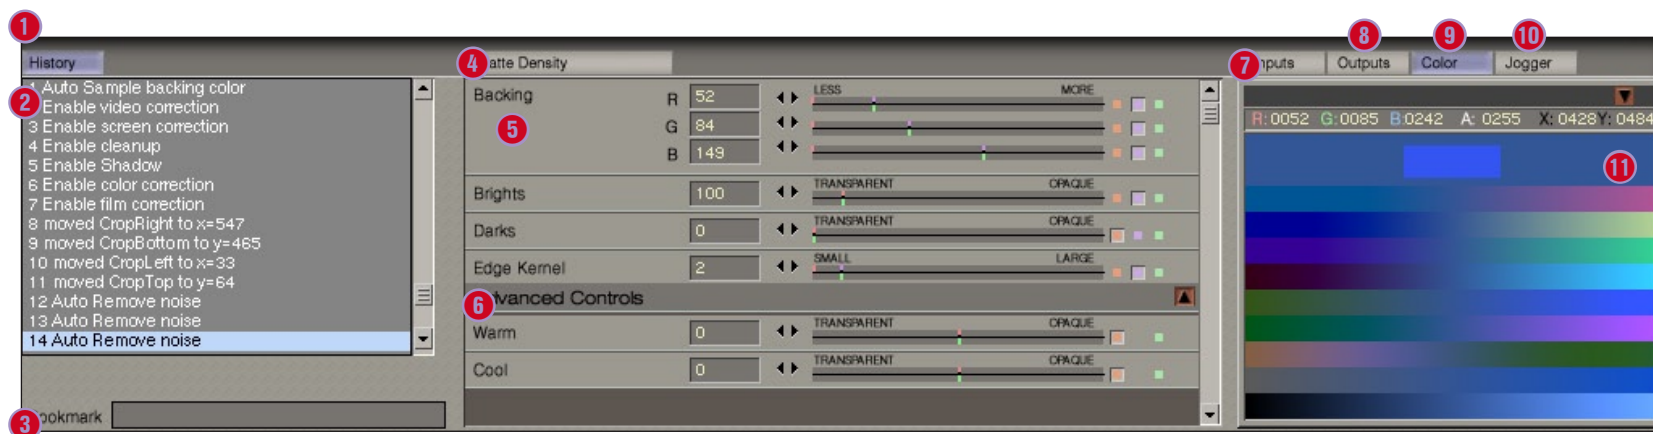 1
8
9
10
History
4
atte Density
7
nputs
Outputs
Color
Jogger
1 Auto Sample backing color
2
Enable video correction
3 Enable screen correction
4 Enable cleanup
5 Enable Shadow
6 Enable color correction
7 Enable film correction
8 moved CropRight to x=547
9 moved CropBottom to y=465
10 moved CropLeft to x=33
11 moved CropTop to y=64
12 Auto Remove noise
13 Auto Remove noise
14 Auto Remove noise
3
ookmark
Backing
5
R 52 LESS MORE
G 84
B 149
Brights 100 TRANSPARENT OPAQUE
Darks 0 TRANSPARENT OPAQUE
Edge Kernel 2 SMALL LARGE
6
dvanced Controls
Warm 0 TRANSPARENT OPAQUE
Cool 0 TRANSPARENT OPAQUE
R:0052 G:0085 B:0242 A: 0255 X: 0428Y: 0484
11